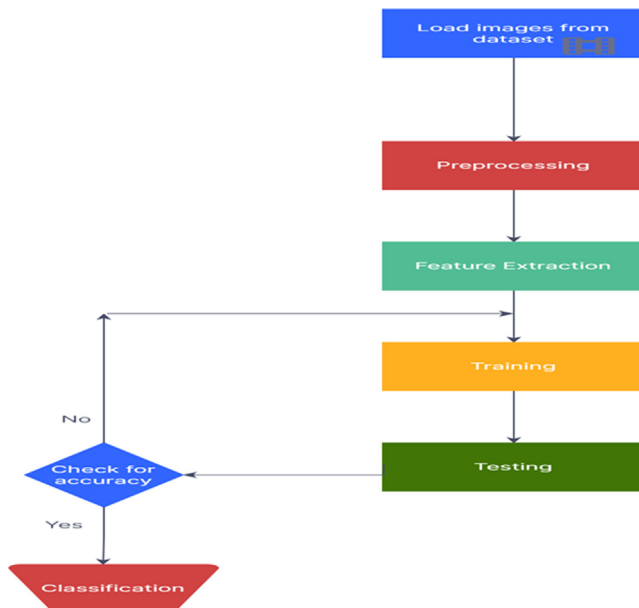 Load images from
dataset
Preprocessing
Feature Extraction
Training
No
Testing
Check for
accuracy
Yes
Classification